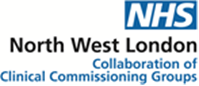 NHS
North West London
Collaboration of
Clinical Commissioning Groups